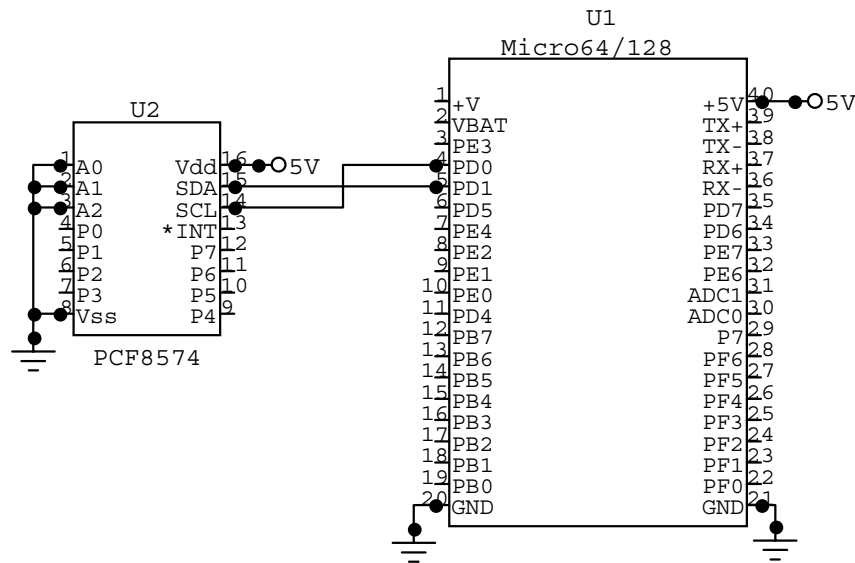 U1
Micro64/128
U2
PCF8574
1 A0
2 A1
3 A2
4 P0
5 P1
6 P2
7 P3
8 Vss
16 Vdd 5V
15 SDA
14 SCL
13 *INT
12 P7
11 P6
10 P5
9 P4
1 +V
2 VBAT
3 PE3
4 PD0
5 PD1
6 PD5
7 PE4
8 PE2
9 PE1
10 PE0
11 PD4
12 PB7
13 PB6
14 PB5
15 PB4
16 PB3
17 PB2
18 PB1
19 PB0
20 GND
+5V 40 5V
TX+ 39
TX- 38
RX+ 37
RX- 36
PD7 35
PD6 34
PE7 33
PE6 32
ADC1 31
ADC0 30
P7 29
PF6 28
PF5 27
PF4 26
PF3 25
PF2 24
PF1 23
PF0 22
GND 21